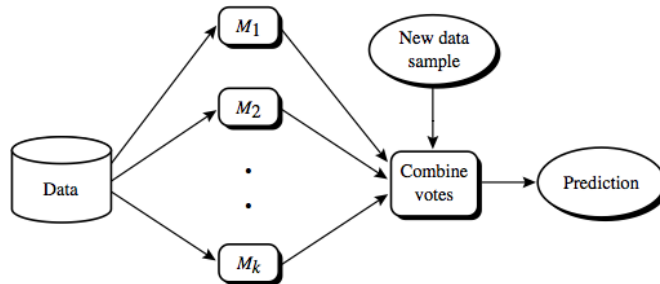 M1
New data
sample
M2
Data
Combine
votes
Prediction
Mk